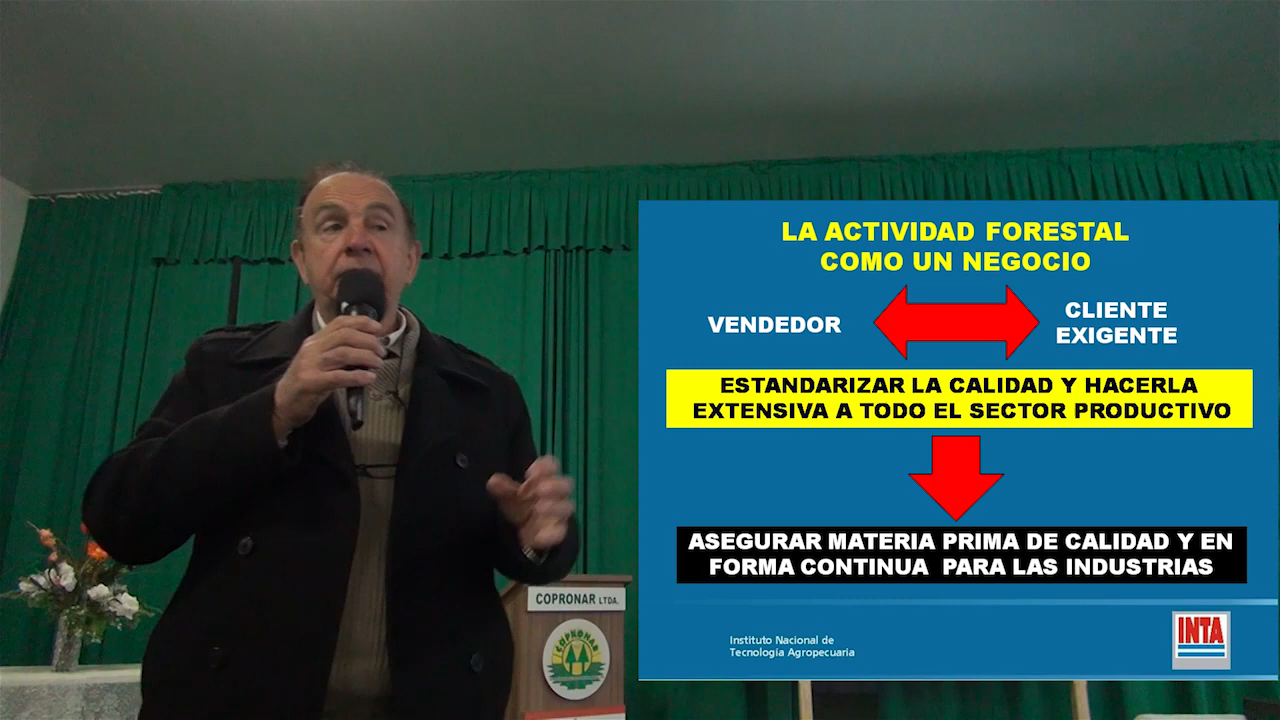 LA ACTIVIDAD FORESTAL
COMO UN NEGOCIO
VENDEDOR
CLIENTE
EXIGENTE
ESTANDARIZAR LA CALIDAD Y HACERLA
EXTENSIVA A TODO EL SECTOR PRODUCTIVO
ASEGURAR MATERIA PRIMA DE CALIDAD Y EN
FORMA CONTINUA PARA LAS INDUSTRIAS
Instituto Nacional de
Tecnología Agropecuaria
INTA
COPRONAR LTDA.
COPRONAR